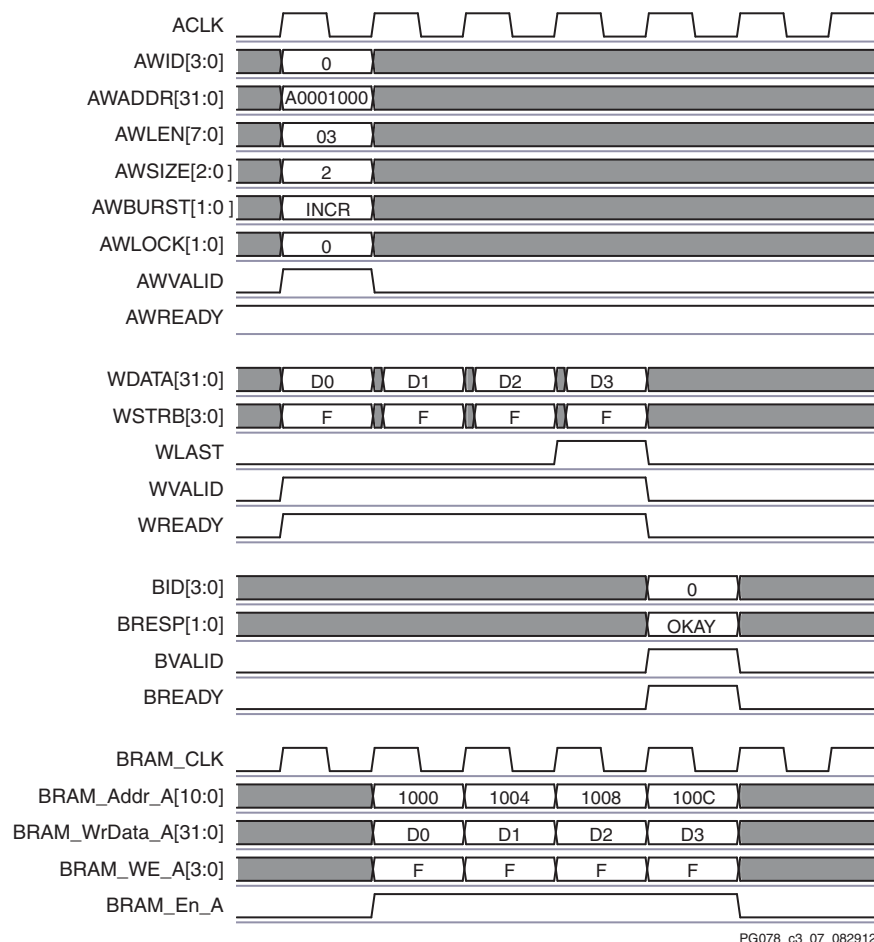 ACLK
AWID[3:0] 0
AWADDR[31:0] A0001000
AWLEN[7:0] 03
AWSIZE[2:0] 2
AWBURST[1:0] INCR
AWLOCK[1:0] 0
AWVALID
AWREADY
WDATA[31:0] D0 D1 D2 D3
WSTRB[3:0] F F F F
WLAST
WVALID
WREADY
BID[3:0] 0
BRESP[1:0] OKAY
BVALID
BREADY
BRAM_CLK
BRAM_Addr_A[10:0] 1000 1004 1008 100C
BRAM_WrData_A[31:0] D0 D1 D2 D3
BRAM_WE_A[3:0] F F F F
BRAM_En_A
PG078_c3_07_082912